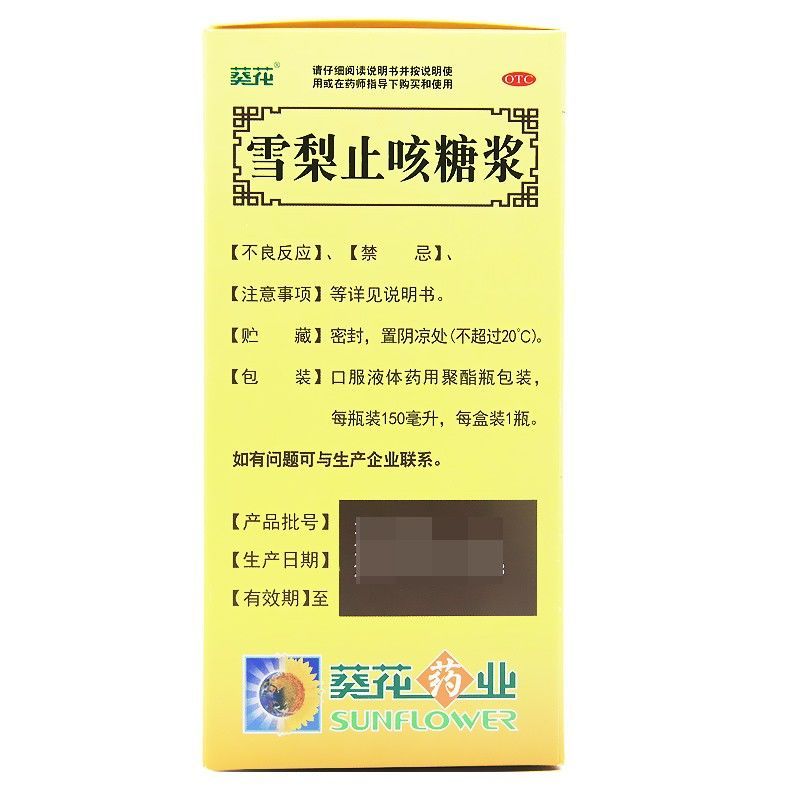 葵花®
请仔细阅读说明书并按说明使
用或在药师指导下购买和使用
OTC
雪梨止咳糖浆
【不良反应】、【禁 忌】、
【注意事项】等详见说明书。
【贮 藏】密封，置阴凉处(不超过20℃)。
【包 装】口服液体药用聚酯瓶包装，
每瓶装150毫升，每盒装1瓶。
如有问题可与生产企业联系。
【产品批号】
【生产日期】
【有效期】至
葵花药业
SUNFLOWER